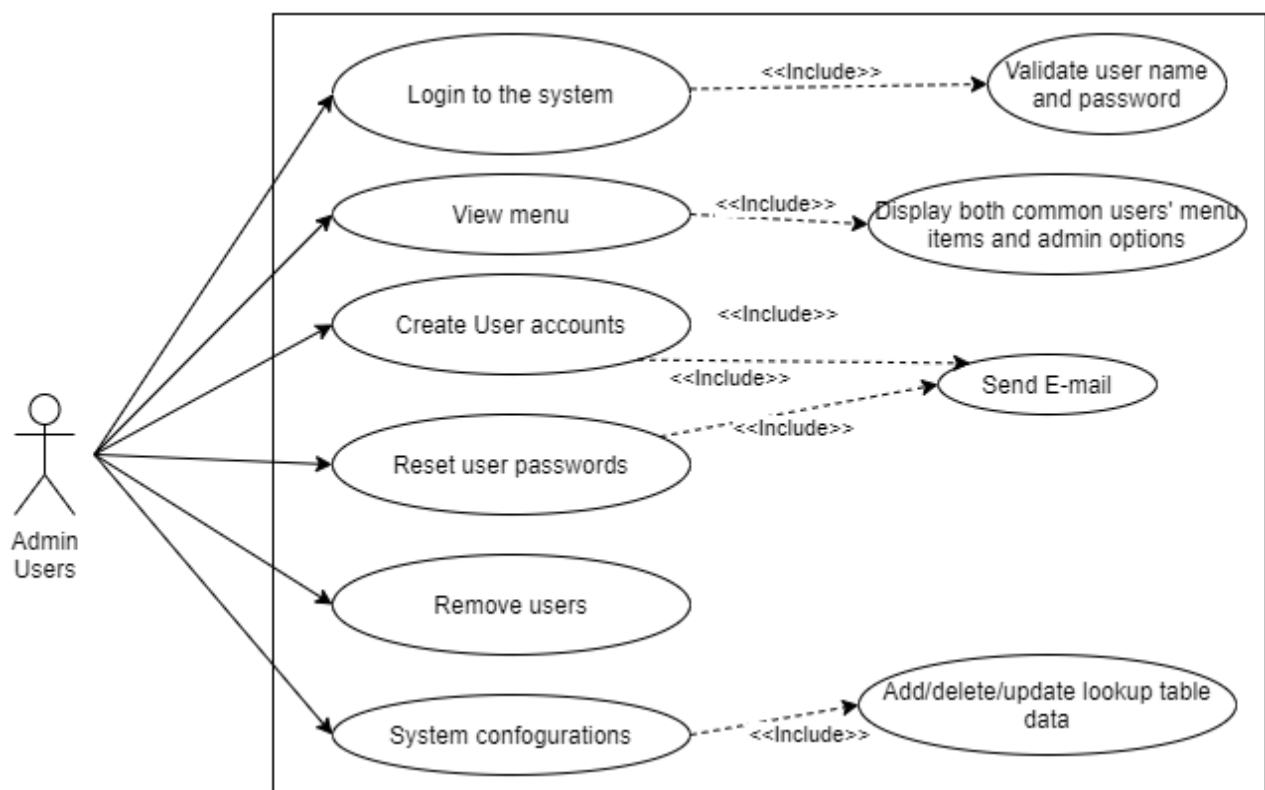 Login to the system
<<Include>>
Validate user name
and password
View menu
<<Include>>
Display both common users' menu
items and admin options
Create User accounts
<<Include>>
<<Include>>
Send E-mail
<<Include>>
Reset user passwords
Admin
Users
Remove users
System confogurations
<<Include>>
Add/delete/update lookup table
data